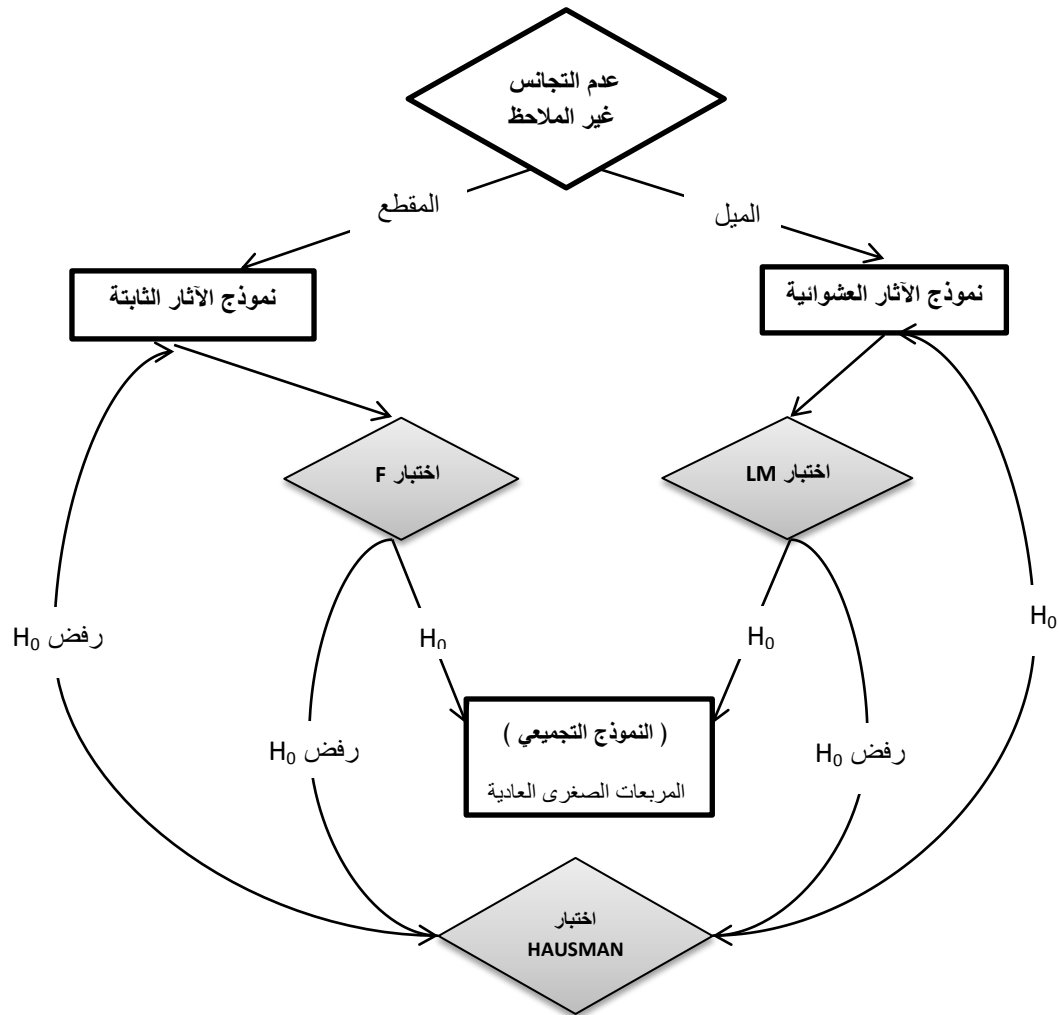 عدم التجانس
غير الملاحظ
الميل
المقطع
نموذج الآثار العشوائية
نموذج الآثار الثابتة
اختبار LM
اختبار F
H₀
H₀
H₀
رفض H₀
( النموذج التجميعي )
المربعات الصغرى العادية
رفض H₀
رفض H₀
اختبار
HAUSMAN